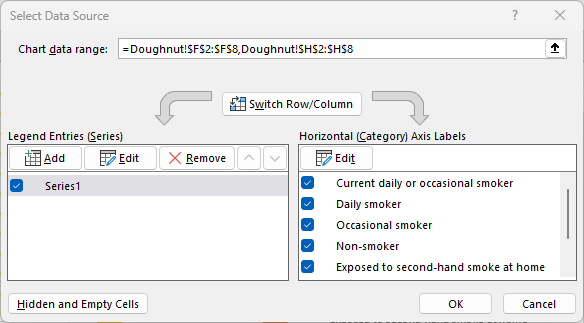 Select Data Source
Chart data range: =Doughnut!$F$2:$F$8,Doughnut!$H$2:$H$8
Switch Row/Column
Legend Entries (Series)
Add Edit Remove
Series1
Horizontal (Category) Axis Labels
Edit
Current daily or occasional smoker
Daily smoker
Occasional smoker
Non-smoker
Exposed to second-hand smoke at home
Hidden and Empty Cells
OK Cancel